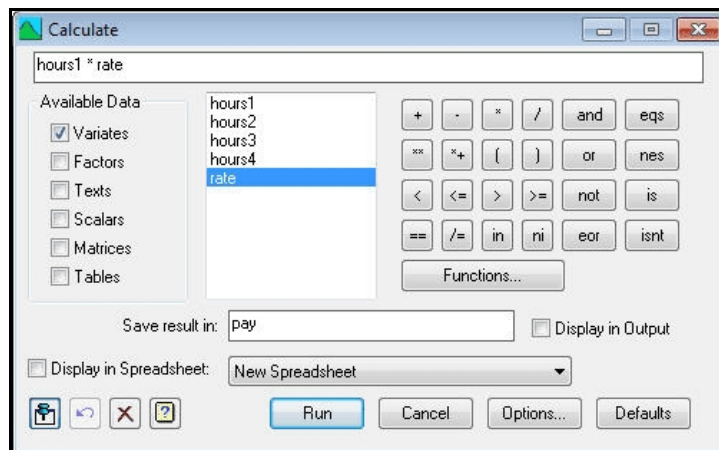 Calculate
hours1 * rate
Available Data
Variates
Factors
Texts
Scalars
Matrices
Tables
hours1
hours2
hours3
hours4
rate
+ - * / and eqs
** *+ ( ) or nes
< <= > >= not is
== /= in ni eor isnt
Functions...
Save result in: pay Display in Output
Display in Spreadsheet: New Spreadsheet
? Run Cancel Options... Defaults